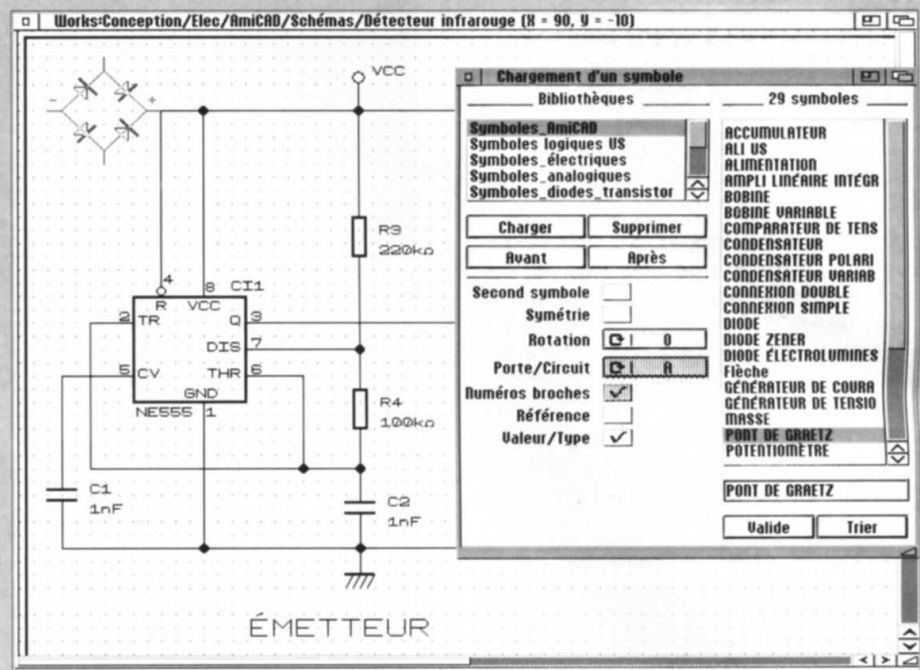 Works:Conception/Elec/AmiCAD/Schémas/Détecteur infrarouge (X = 90, Y = -10)
VCC
R3
220kΩ
4
8
CI1
R
VCC
2
TR
Q
3
DIS
7
5
CV
THR
6
GND
NE555
1
R4
100kΩ
C1
1nF
C2
1nF
ÉMETTEUR
-
+
Chargement d'un symbole
Bibliothèques
Symboles_AmiCAD
Symboles logiques US
Symboles_électriques
Symboles_analogiques
Symboles_diodes_transistor
Charger
Supprimer
Avant
Après
Second symbole
Symétrie
Rotation
0
Porte/Circuit
A
Numéros broches
Référence
Valeur/Type
29 symboles
ACCUMULATEUR
ALI US
ALIMENTATION
AMPLI LINÉAIRE INTÉGR
BOBINE
BOBINE VARIABLE
COMPARATEUR DE TENS
CONDENSATEUR
CONDENSATEUR POLARI
CONDENSATEUR VARIAB
CONNEXION DOUBLE
CONNEXION SIMPLE
DIODE
DIODE ZENER
DIODE ÉLECTROLUMINES
Flèche
GÉNÉRATEUR DE COURA
GÉNÉRATEUR DE TENSIO
MASSE
PONT DE GRAETZ
POTENTIOMÈTRE
PONT DE GRAETZ
Valide
Trier